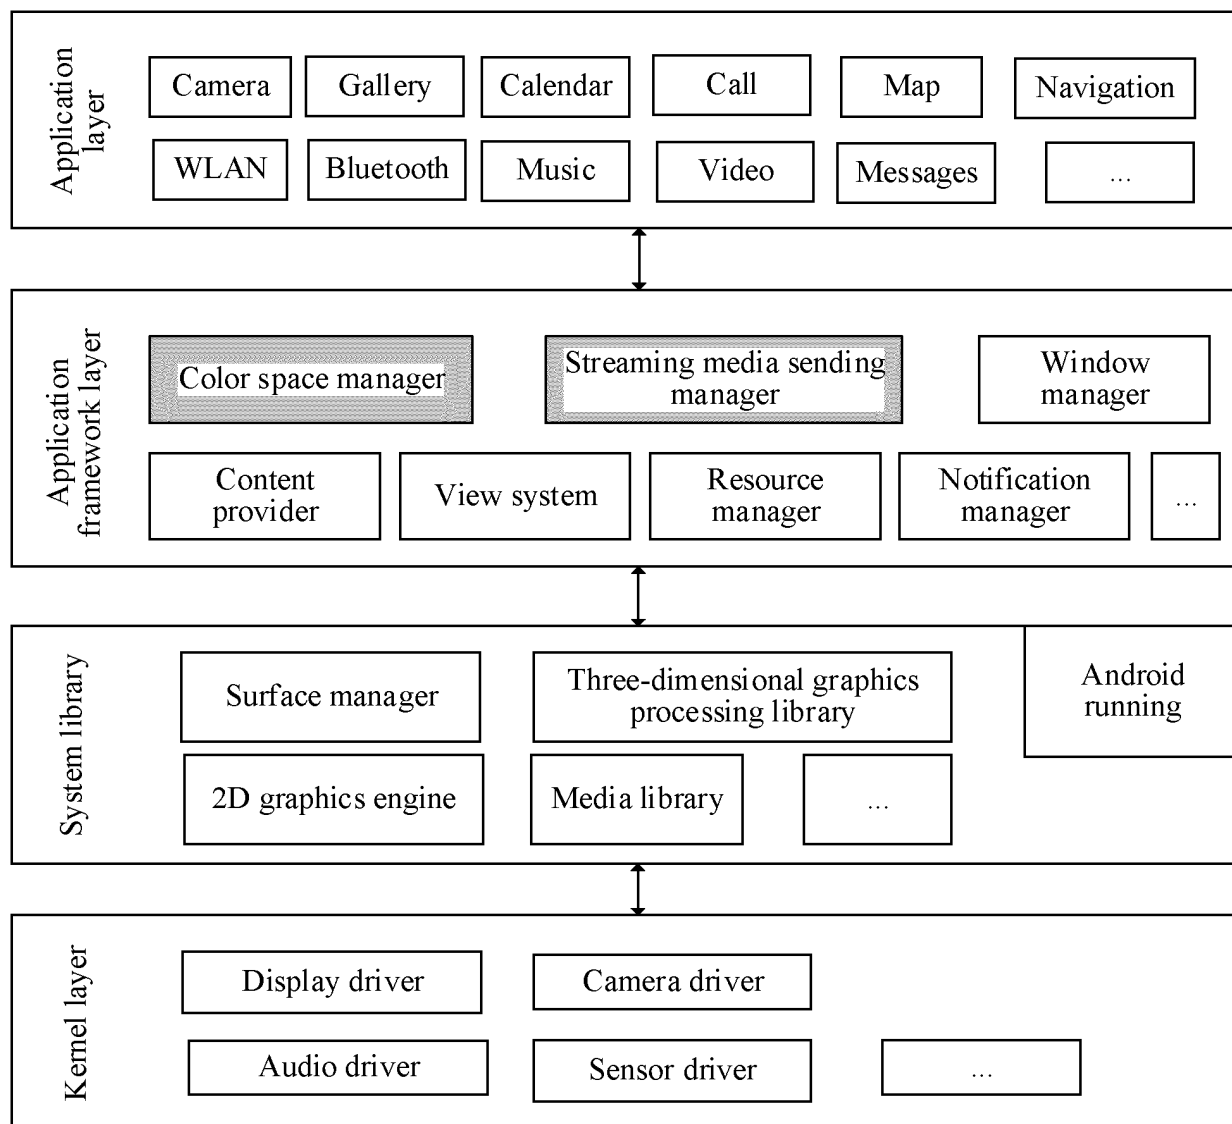 Application
layer
Camera
Gallery
Calendar
Call
Map
Navigation
WLAN
Bluetooth
Music
Video
Messages
...
Application
framework layer
Color space manager
Streaming media sending
manager
Window
manager
Content
provider
View system
Resource
manager
Notification
manager
...
System library
Surface manager
Three-dimensional graphics
processing library
Android
running
2D graphics engine
Media library
...
Kernel layer
Display driver
Camera driver
Audio driver
Sensor driver
...